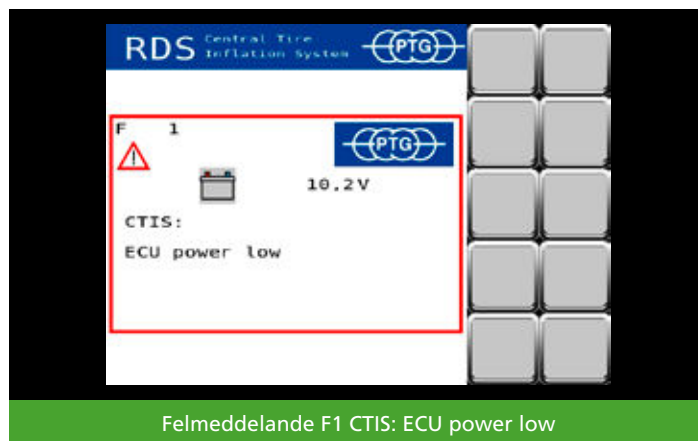 RDS Central Tire
Inflation System
PTG
F 1
PTG
10.2V
CTIS:
ECU power low
Felmeddelande F1 CTIS: ECU power low